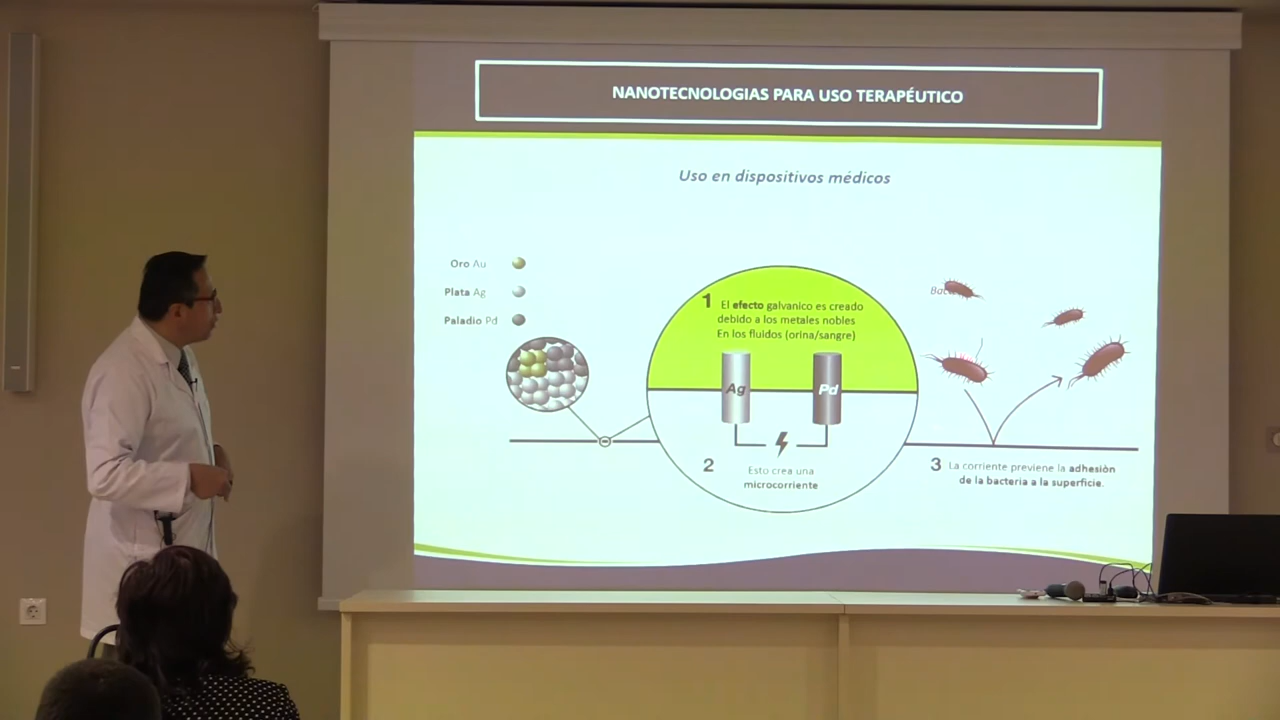 NANOTECNOLOGIAS PARA USO TERAPÉUTICO
Uso en dispositivos médicos
Oro Au
Plata Ag
Paladio Pd
1 El efecto galvanico es creado
debido a los metales nobles
En los fluidos (orina/sangre)
Ag
Pd
2 Esto crea una
microcorriente
3 La corriente previene la adhesiòn
de la bacteria a la superficie.